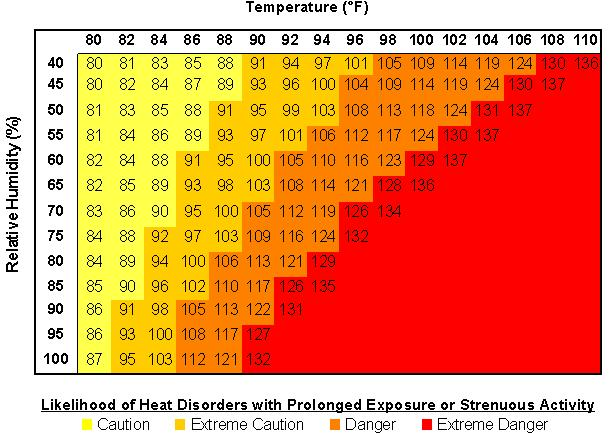 Temperature (°F)
80 82 84 86 88 90 92 94 96 98 100 102 104 106 108 110
Relative Humidity (%)
40 80 81 83 85 88 91 94 97 101 105 109 114 119 124 130 136
45 80 82 84 87 89 93 96 100 104 109 114 119 124 130 137
50 81 83 85 88 91 95 99 103 108 113 118 124 131 137
55 81 84 86 89 93 97 101 106 112 117 124 130 137
60 82 84 88 91 95 100 105 110 116 123 129 137
65 82 85 89 93 98 103 108 114 121 128 136
70 83 86 90 95 100 105 112 119 126 134
75 84 88 92 97 103 109 116 124 132
80 84 89 94 100 106 113 121 129
85 85 90 96 102 110 117 126 135
90 86 91 98 105 113 122 131
95 86 93 100 108 117 127
100 87 95 103 112 121 132
Likelihood of Heat Disorders with Prolonged Exposure or Strenuous Activity
Caution Extreme Caution Danger Extreme Danger